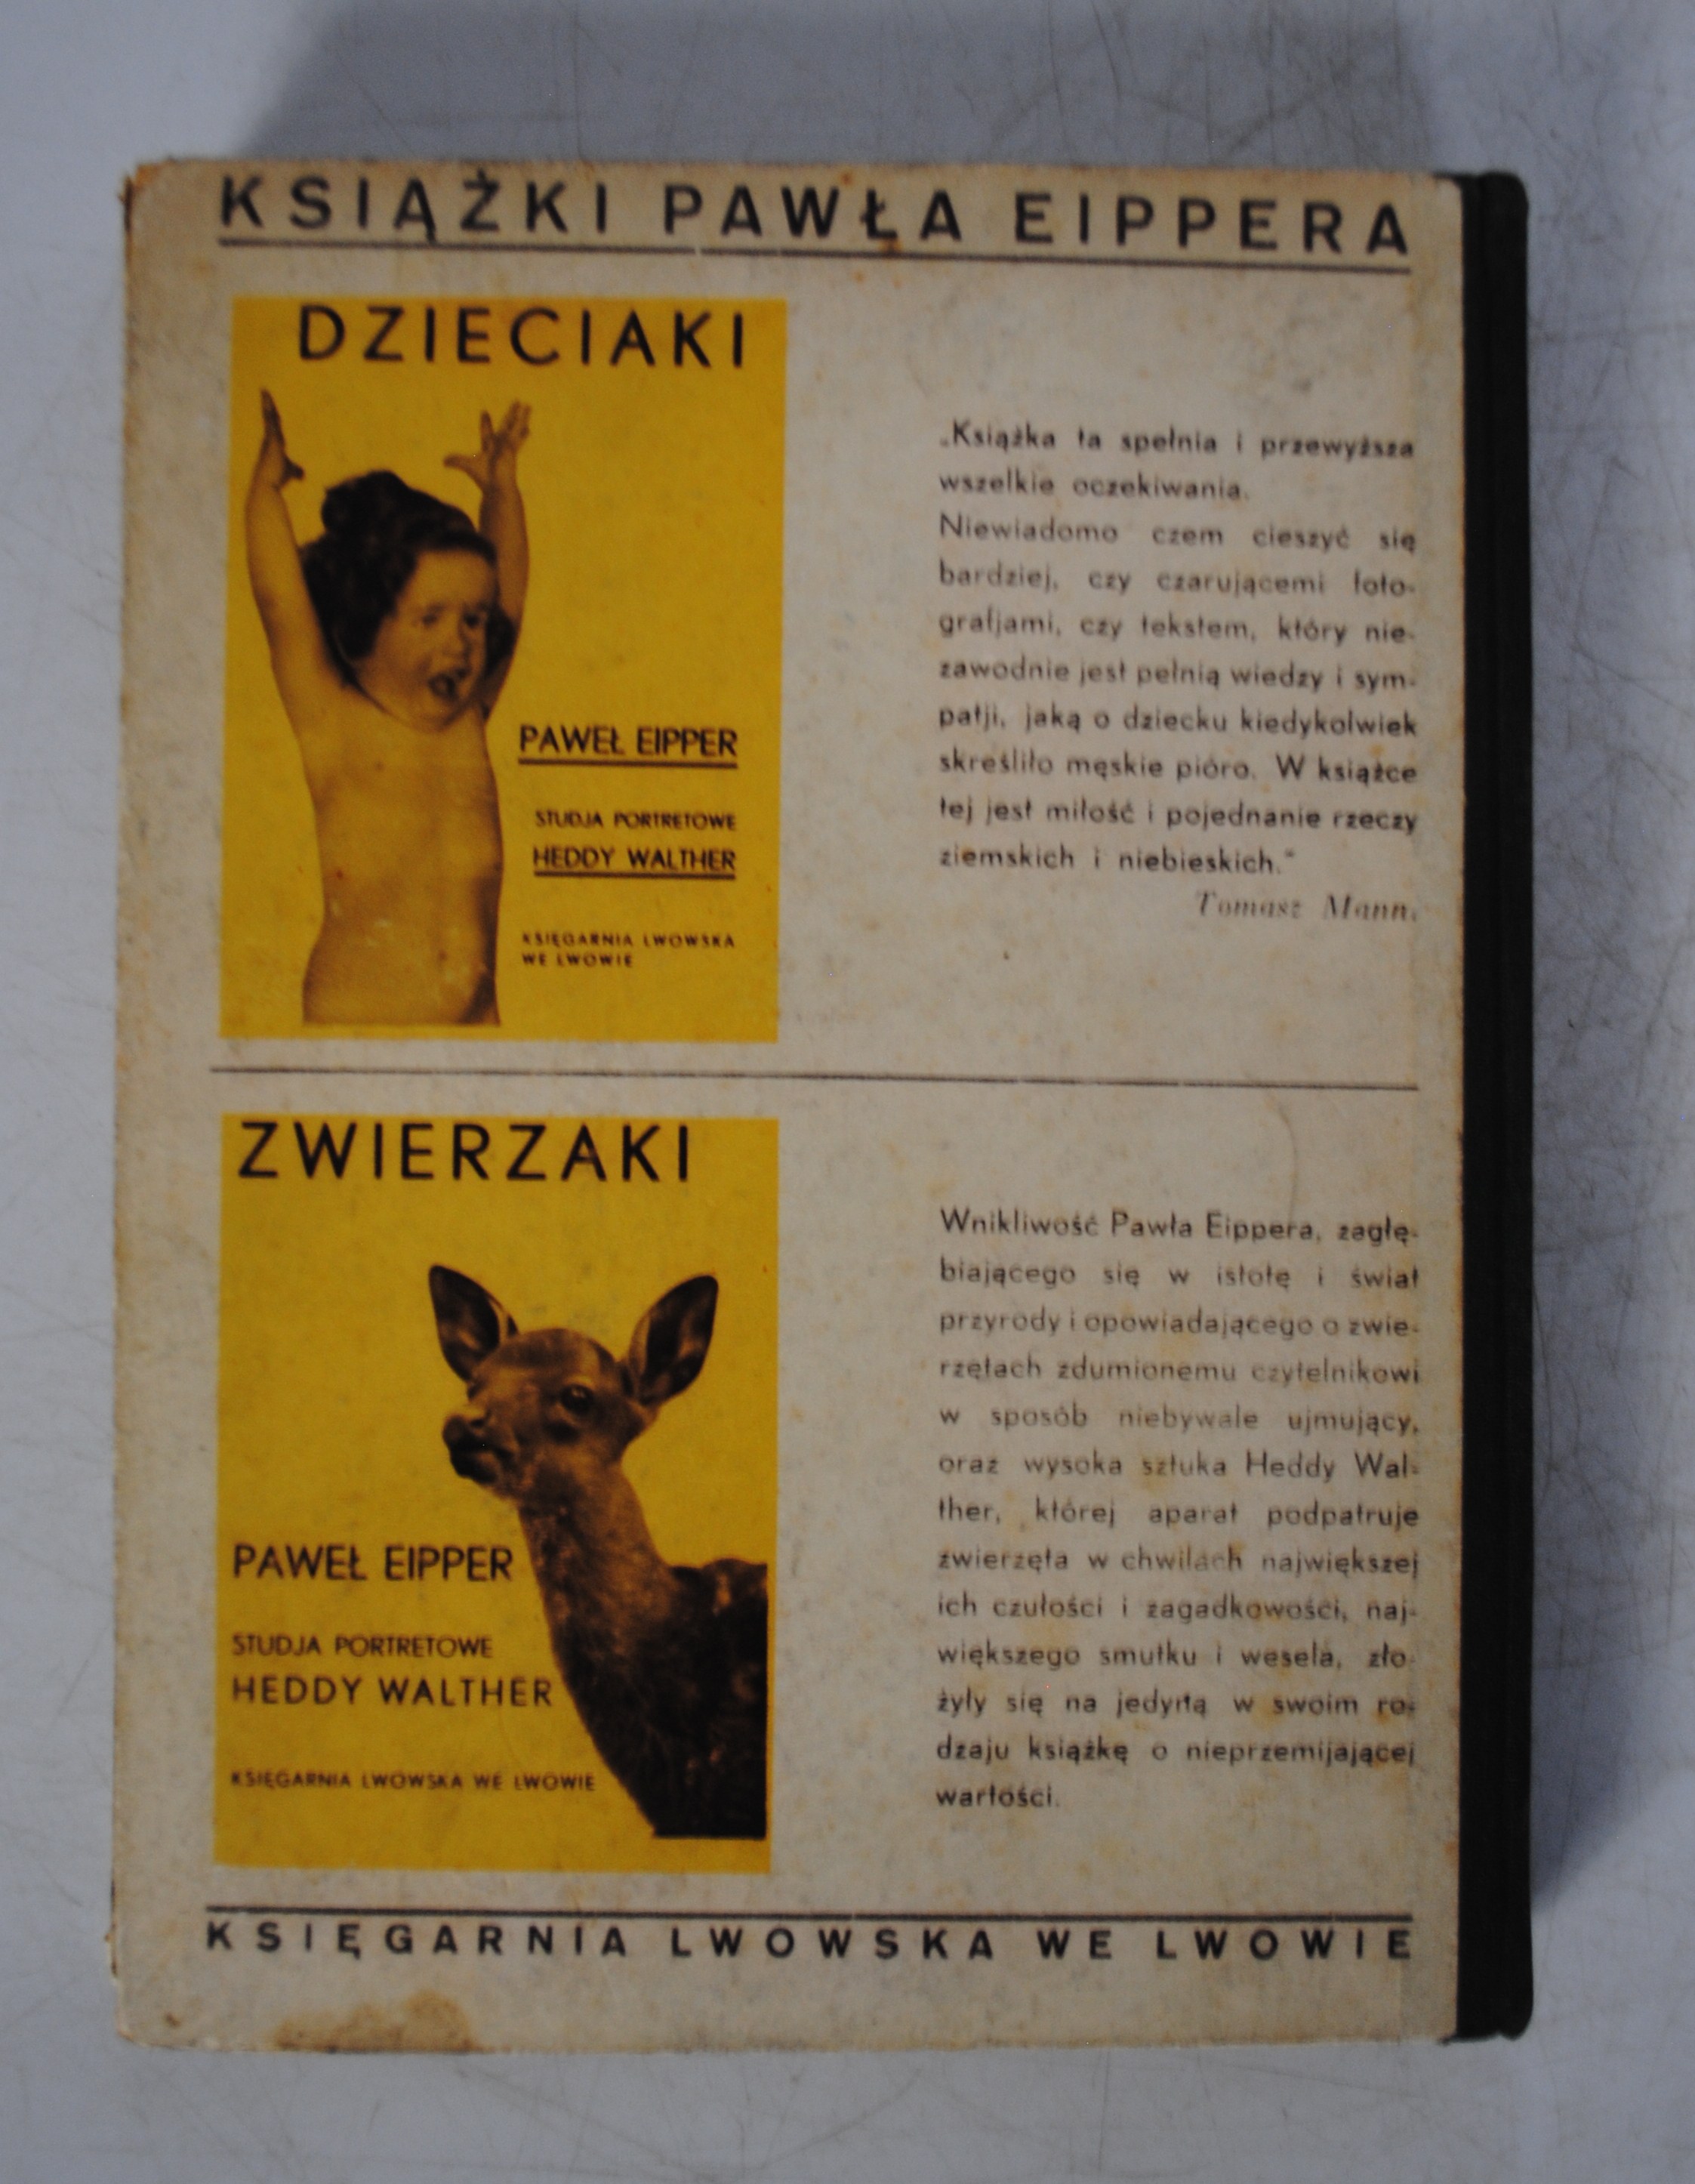 KSIĄŻKI PAWŁA EIPPERA
DZIECIAKI
PAWEŁ EIPPER
STUDJA PORTRETOWE
HEDDY WALTHER
KSIĘGARNIA LWOWSKA
WE LWOWIE
„Książka ta spełnia i przewyższa
wszelkie oczekiwania.
Niewiadomo czem cieszyć się
bardziej, czy czarującemi foto-
grafjami, czy tekstem, który nie-
zawodnie jest pełnią wiedzy i sym-
patji, jaką o dziecku kiedykolwiek
skreśliło męskie pióro. W książce
tej jest miłość i pojednanie rzeczy
ziemskich i niebieskich."
Tomasz Mann.
ZWIERZAKI
PAWEŁ EIPPER
STUDJA PORTRETOWE
HEDDY WALTHER
KSIĘGARNIA LWOWSKA WE LWOWIE
Wnikliwość Pawła Eippera, zagłę-
biającego się w istotę i świat
przyrody i opowiadającego o zwie-
rzętach zdumionemu czytelnikowi
w sposób niebywale ujmujący,
oraz wysoka sztuka Heddy Wal-
ther, której aparat podpatruje
zwierzęta w chwilach największej
ich czułości i zagadkowości, naj-
większego smutku i wesela, zło-
żyły się na jedyną w swoim ro-
dzaju książkę o nieprzemijającej
wartości.
KSIĘGARNIA LWOWSKA WE LWOWIE